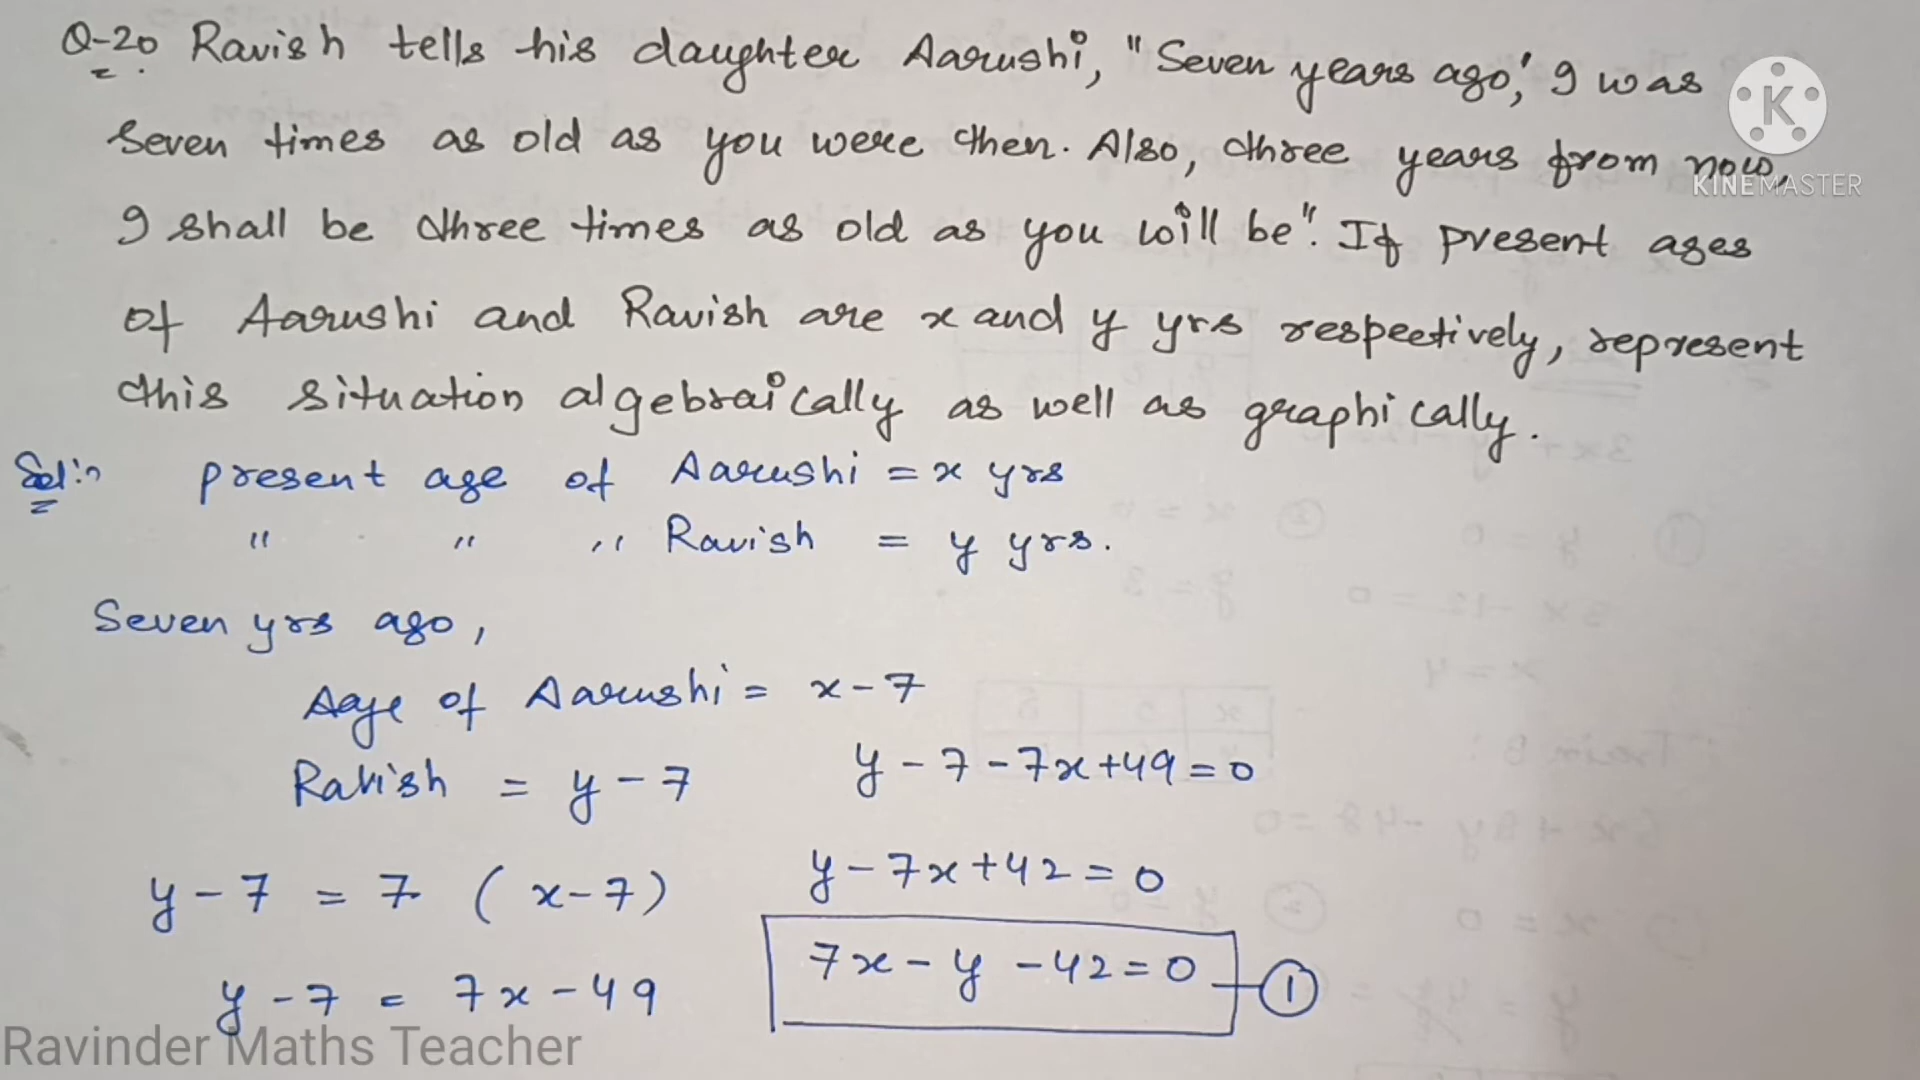 Q-20 Ravish tells his daughter Aarushi, "Seven years ago', I was
Seven times as old as you were then. Also, three years from now,
I shall be three times as old as you will be". If present ages
of Aarushi and Ravish are x and y yrs respectively, represent
this situation algebraically as well as graphically.
Sol:n present age of Aarushi = x yrs
" " " Ravish = y yrs.
Seven yrs ago,
Age of Aarushi = x-7
Ravish = y-7
y-7 = 7 (x-7)
y-7 = 7x-49
y-7-7x+49=0
y-7x+42=0
7x-y-42=0 - 1
K
KINEMASTER
Ravinder Maths Teacher